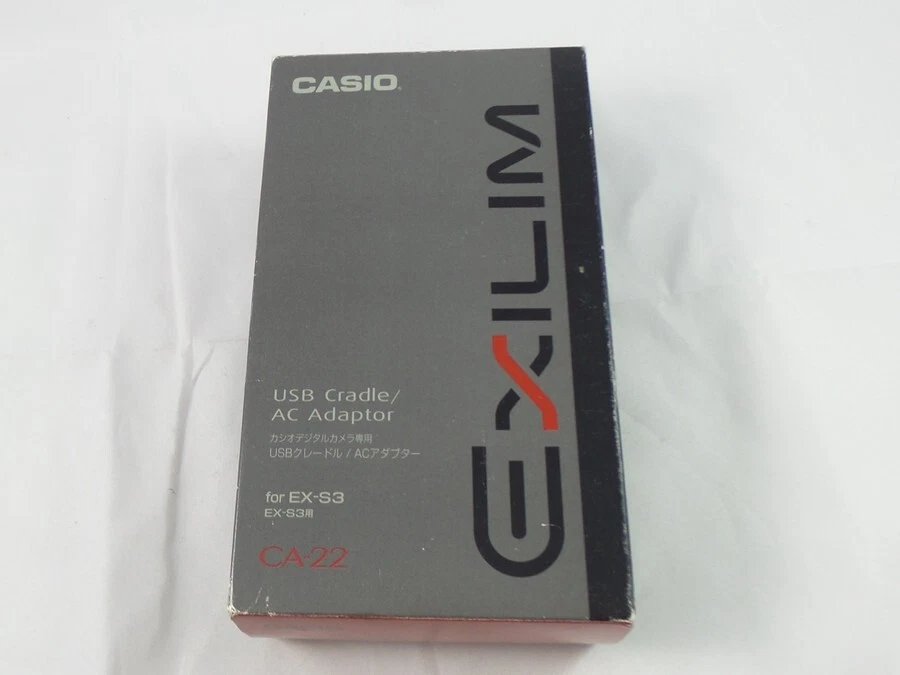 CASIO
EXILIM
USB Cradle/
AC Adaptor
カシオデジタルカメラ専用
USBクレードル / ACアダプター
for EX-S3
EX-S3用
CA-22